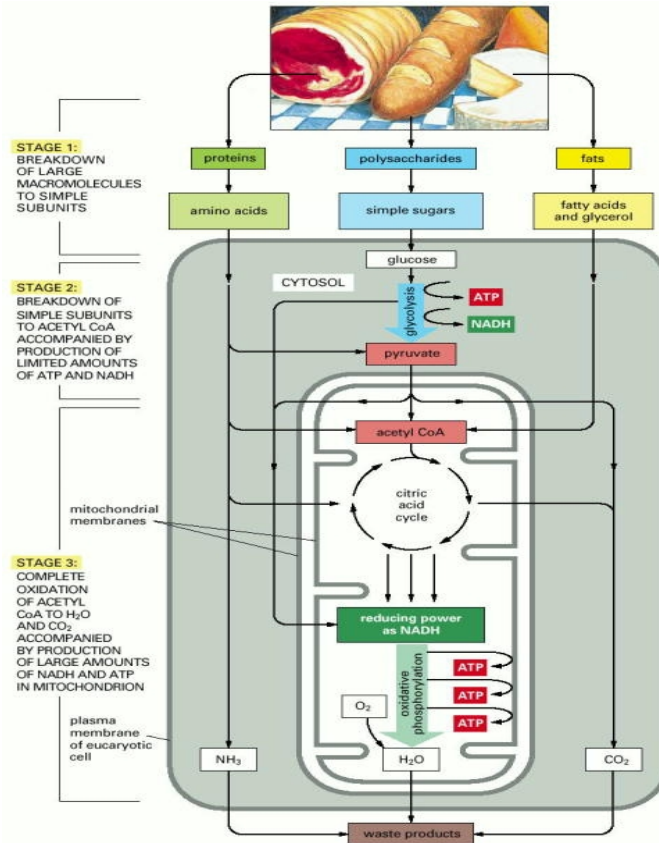 STAGE 1:
BREAKDOWN
OF LARGE
MACROMOLECULES
TO SIMPLE
SUBUNITS
proteins
polysaccharides
fats
amino acids
simple sugars
fatty acids
and glycerol
STAGE 2:
BREAKDOWN OF
SIMPLE SUBUNITS
TO ACETYL CoA
ACCOMPANIED BY
PRODUCTION OF
LIMITED AMOUNTS
OF ATP AND NADH
glucose
CYTOSOL
glycolysis
ATP
NADH
pyruvate
acetyl CoA
citric
acid
cycle
mitochondrial
membranes
STAGE 3:
COMPLETE
OXIDATION
OF ACETYL
CoA TO H₂O
AND CO₂
ACCOMPANIED
BY PRODUCTION
OF LARGE AMOUNTS
OF NADH AND ATP
IN MITOCHONDRION
reducing power
as NADH
oxidative
phosphorylation
ATP
ATP
ATP
O₂
plasma
membrane
of eucaryotic
cell
NH₃
H₂O
CO₂
waste products